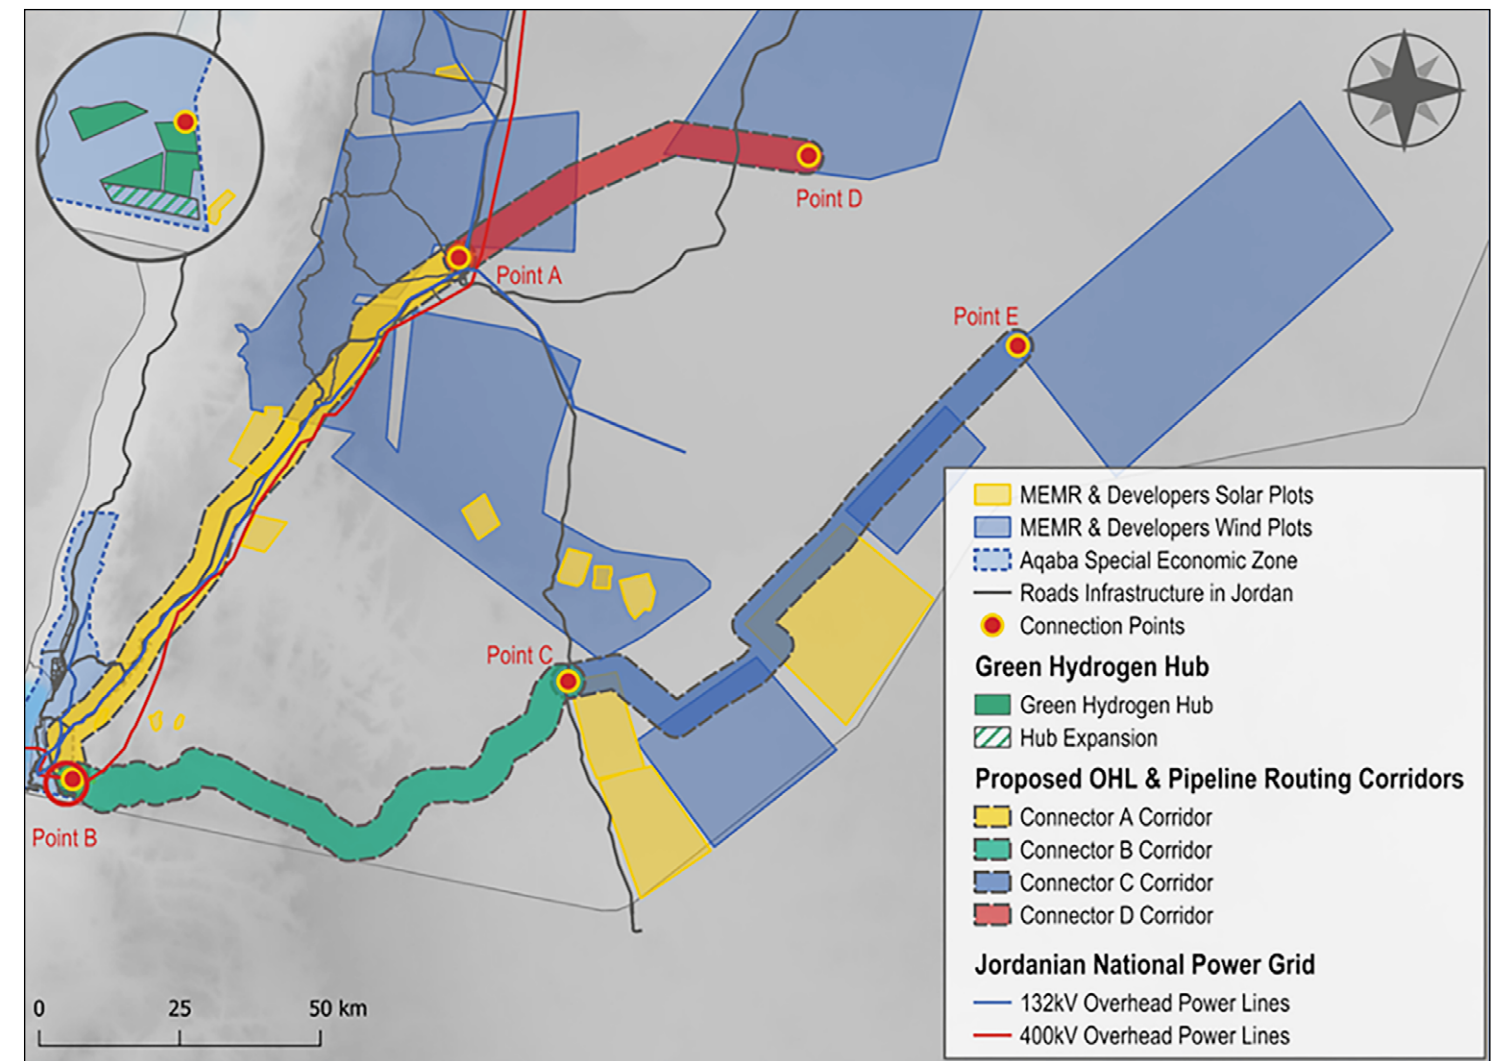 Point D
Point A
Point E
Point C
Point B
0 25 50 km
MEMR & Developers Solar Plots
MEMR & Developers Wind Plots
Aqaba Special Economic Zone
Roads Infrastructure in Jordan
Connection Points
Green Hydrogen Hub
Green Hydrogen Hub
Hub Expansion
Proposed OHL & Pipeline Routing Corridors
Connector A Corridor
Connector B Corridor
Connector C Corridor
Connector D Corridor
Jordanian National Power Grid
132kV Overhead Power Lines
400kV Overhead Power Lines